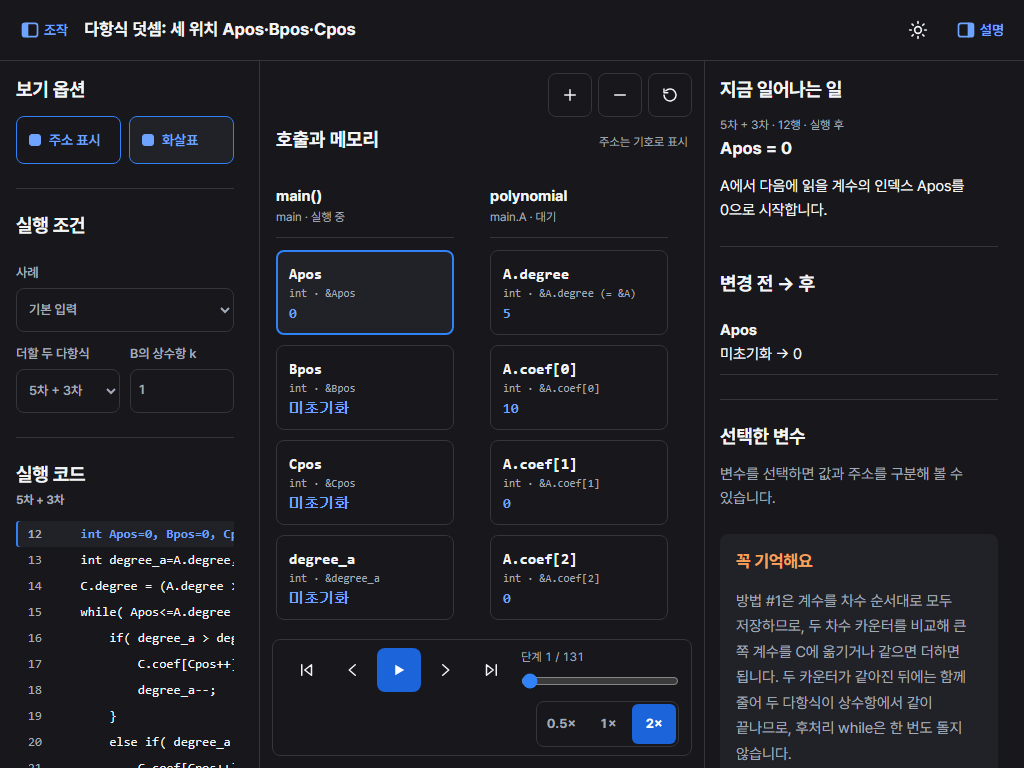 조작
다항식 덧셈: 세 위치 Apos·Bpos·Cpos
설명
보기 옵션
주소 표시
화살표
실행 조건
사례
기본 입력
더할 두 다항식
B의 상수항 k
5차 + 3차
1
실행 코드
5차 + 3차
12 int Apos=0, Bpos=0, Cp
13 int degree_a=A.degree,
14 C.degree = (A.degree >
15 while( Apos<=A.degree
16 if( degree_a > deg
17 C.coef[Cpos++]
18 degree_a--;
19 }
20 else if( degree_a
21 C.coef[Cpos++]
호출과 메모리
주소는 기호로 표시
main()
main · 실행 중
Apos
int · &Apos
0
Bpos
int · &Bpos
미초기화
Cpos
int · &Cpos
미초기화
degree_a
int · &degree_a
미초기화
polynomial
main.A · 대기
A.degree
int · &A.degree (= &A)
5
A.coef[0]
int · &A.coef[0]
10
A.coef[1]
int · &A.coef[1]
0
A.coef[2]
int · &A.coef[2]
0
단계 1 / 131
0.5×
1×
2×
지금 일어나는 일
5차 + 3차 · 12행 · 실행 후
Apos = 0
A에서 다음에 읽을 계수의 인덱스 Apos를
0으로 시작합니다.
변경 전 → 후
Apos
미초기화 → 0
선택한 변수
변수를 선택하면 값과 주소를 구분해 볼 수
있습니다.
꼭 기억해요
방법 #1은 계수를 차수 순서대로 모두
저장하므로, 두 차수 카운터를 비교해 큰
쪽 계수를 C에 옮기거나 같으면 더하면
됩니다. 두 카운터가 같아진 뒤에는 함께
줄어 두 다항식이 상수항에서 같이
끝나므로, 후처리 while은 한 번도 돌지
않습니다.